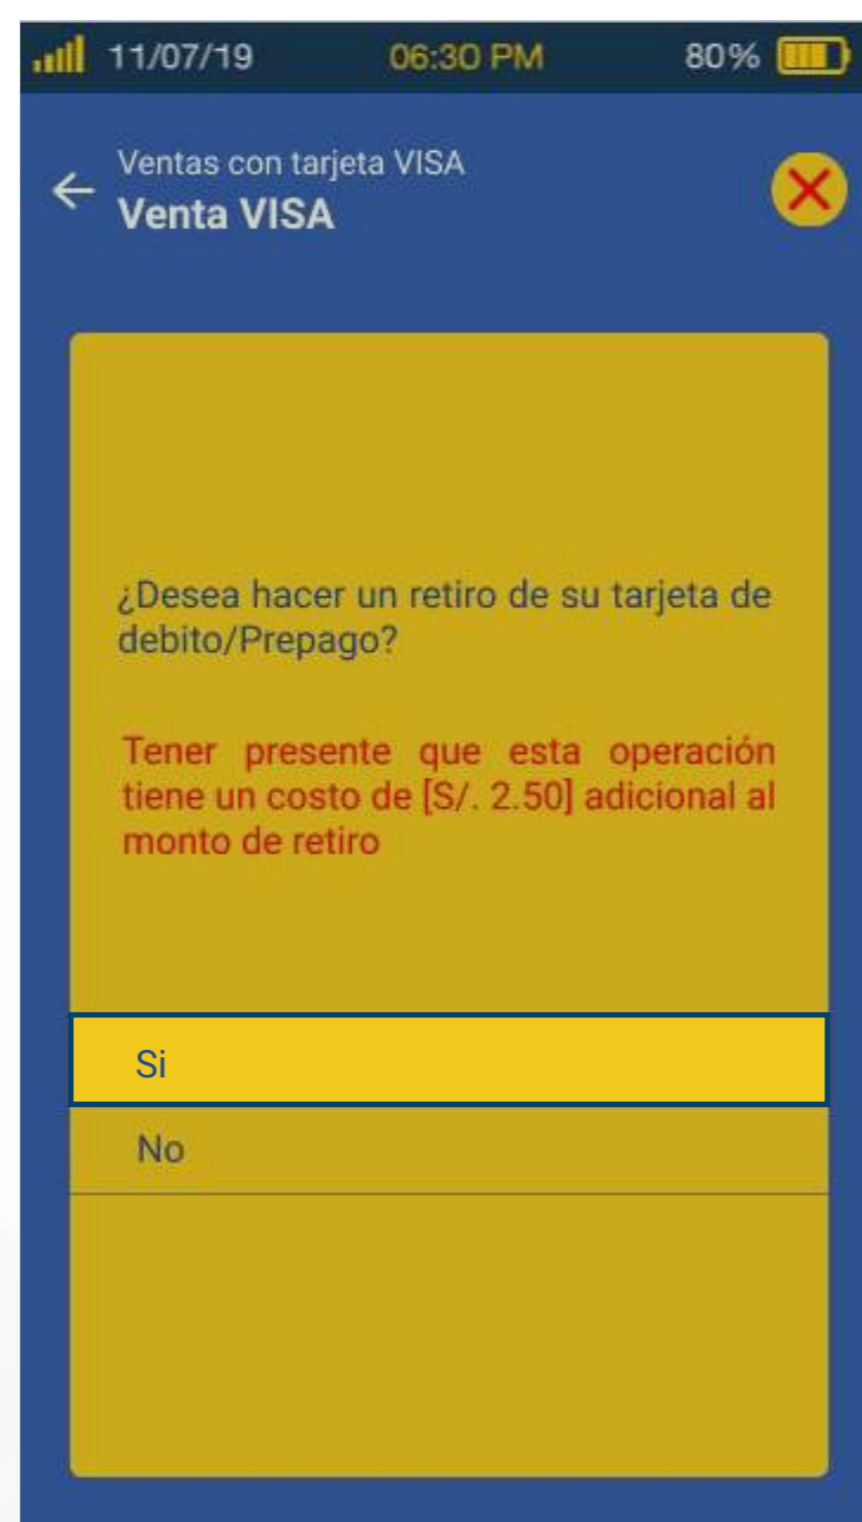 11/07/19 06:30 PM 80%
Ventas con tarjeta VISA
Venta VISA
¿Desea hacer un retiro de su tarjeta de
debito/Prepago?
Tener presente que esta operación
tiene un costo de [S/. 2.50] adicional al
monto de retiro
Si
No